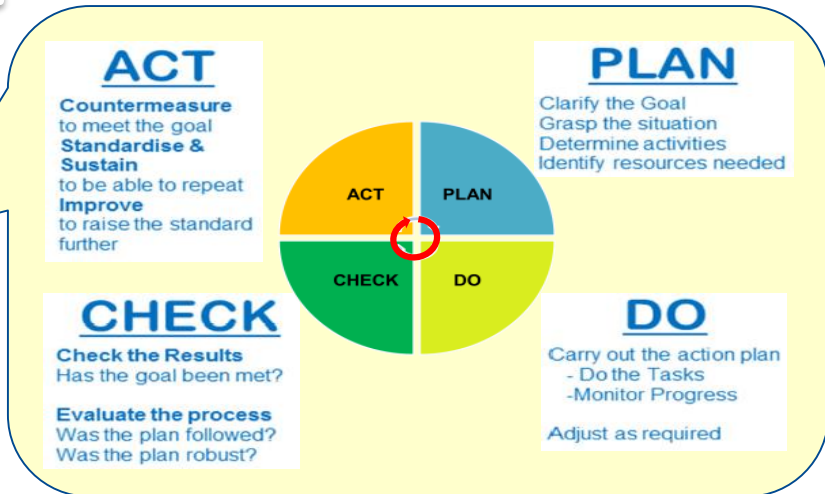 ACT
Countermeasure
to meet the goal
Standardise &
Sustain
to be able to repeat
Improve
to raise the standard
further
PLAN
Clarify the Goal
Grasp the situation
Determine activities
Identify resources needed
ACT
PLAN
CHECK
DO
CHECK
Check the Results
Has the goal been met?
Evaluate the process
Was the plan followed?
Was the plan robust?
DO
Carry out the action plan
- Do the Tasks
-Monitor Progress
Adjust as required